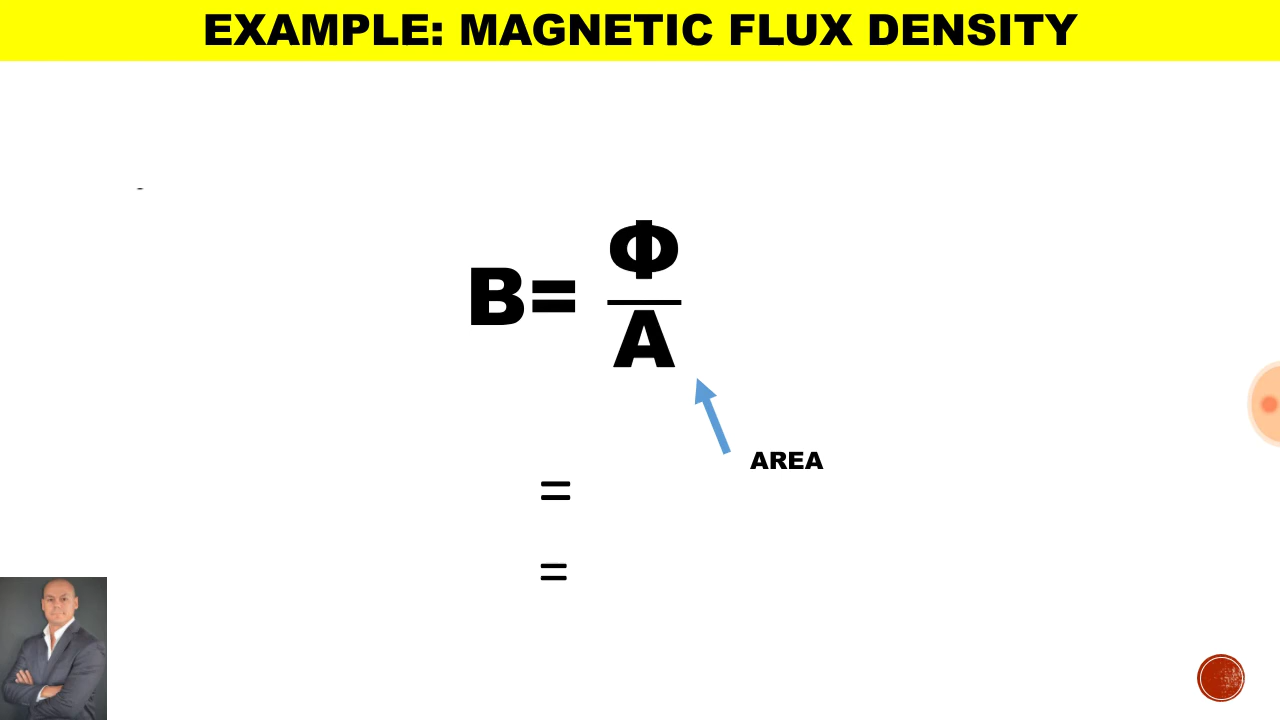 EXAMPLE: MAGNETIC FLUX DENSITY
-
Φ
B=
A
AREA
=
=